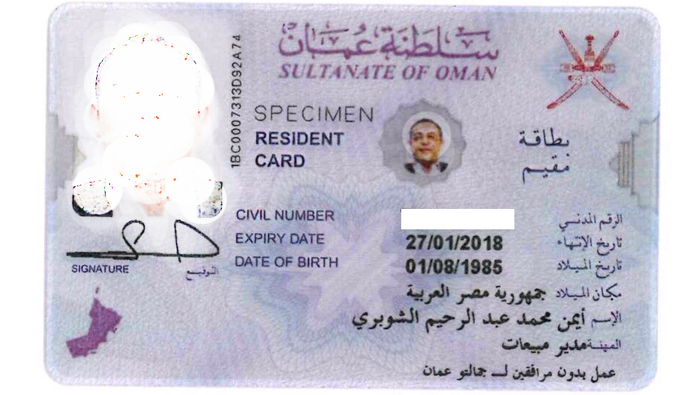 سلطنة عمان
SULTANATE OF OMAN
1BC0007313D92A74
SPECIMEN
RESIDENT
CARD
بطاقة
مقيم
CIVIL NUMBER الرقم المدني
EXPIRY DATE 27/01/2018 تاريخ الإنتهاء
DATE OF BIRTH 01/08/1985 تاريخ الميلاد
SIGNATURE التوقيع
مكان الميلاد جمهورية مصر العربية
الإسم أيمن محمد عبد الرحيم الشوبري
المهنة مدير مبيعات
عمل بدون مرافقين لـ جمالتو عمان